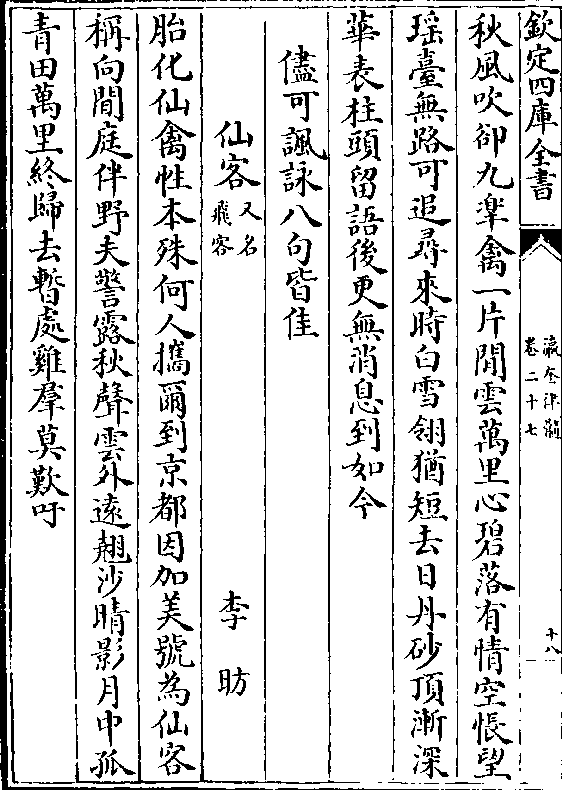 欽定四庫全書
瀛奎律髓
卷二十七
十八
秋風吹卻九臯禽一片閒雲萬里心碧落有情空悵望
瑶臺無路可追尋來時白雪翎猶短去日丹砂頂漸深
華表柱頭留語後更無消息到如今
儘可諷詠八句皆佳
仙客又名飛客 李昉
胎化仙禽性本殊何人攜爾到京都因加美號為仙客
稱向閒庭伴野夫警露秋聲雲外遠翹沙晴影月中孤
青田萬里終歸去暫處雞羣莫歎吁